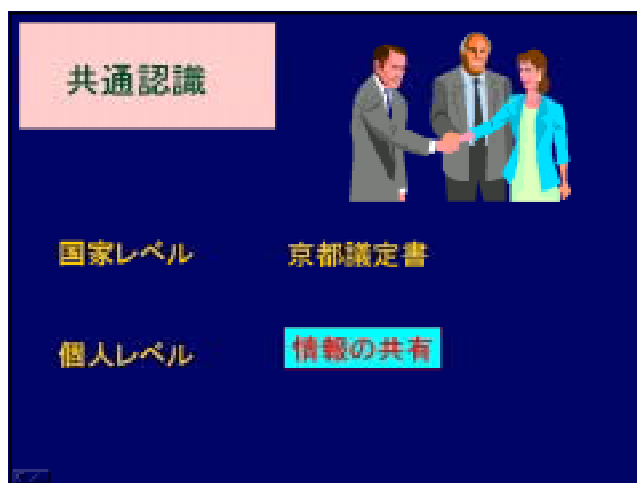 共通認識
国家レベル 京都議定書
個人レベル 情報の共有